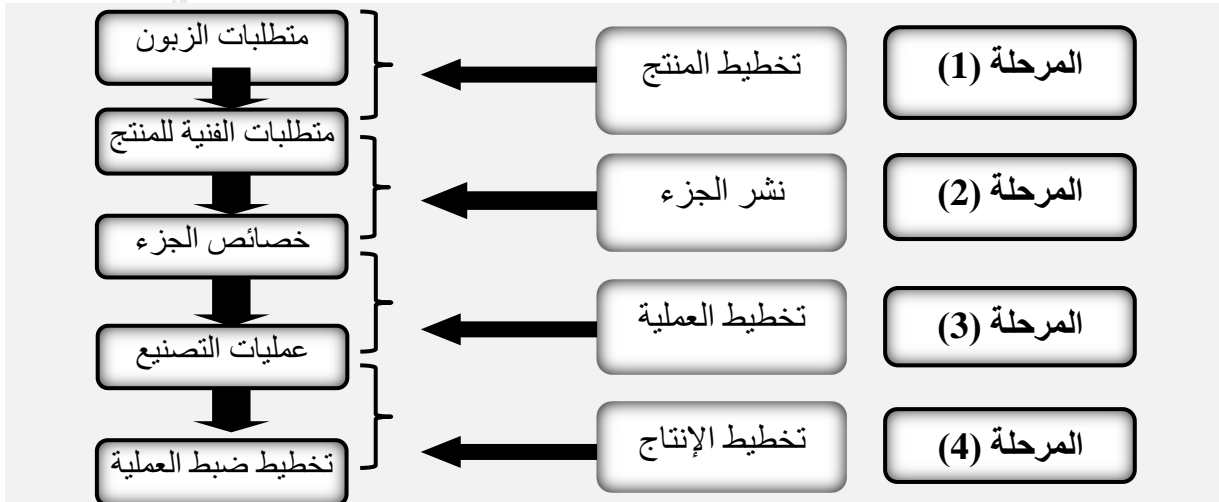 المرحلة (1)
تخطيط المنتج
متطلبات الزبون
متطلبات الفنية للمنتج
المرحلة (2)
نشر الجزء
خصائص الجزء
المرحلة (3)
تخطيط العملية
عمليات التصنيع
المرحلة (4)
تخطيط الإنتاج
تخطيط ضبط العملية